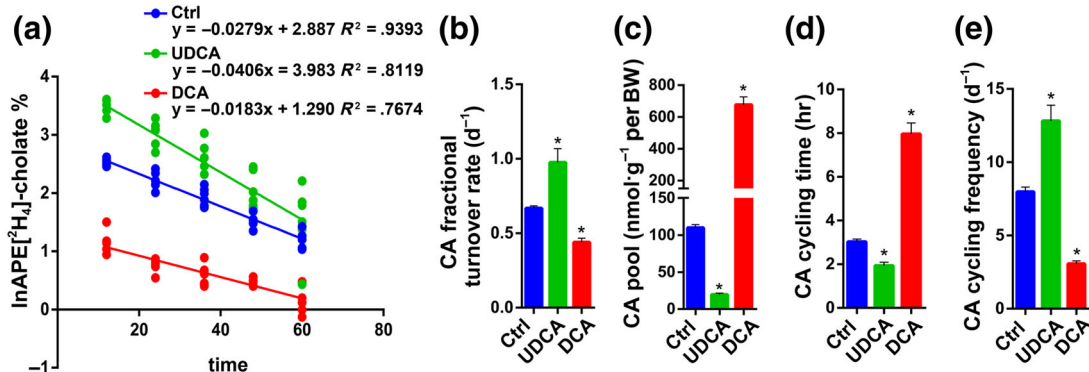 (a)
Ctrl
y = –0.0279x + 2.887 R² = .9393
UDCA
y = –0.0406x = 3.983 R² = .8119
DCA
y = –0.0183x + 1.290 R² = .7674
lnAPE[²H₄]-cholate %
4
3
2
1
0
–1
20
40
60
80
time
(b)
CA fractional
turnover rate (d⁻¹)
1.5
1.0
0.5
0.0
*
*
Ctrl
UDCA
DCA
(c)
CA pool (nmol·g⁻¹ per BW)
800
600
400
200
150
100
50
0
*
*
Ctrl
UDCA
DCA
(d)
CA cycling time (hr)
10
8
6
4
2
0
*
*
Ctrl
UDCA
DCA
(e)
CA cycling frequency (d⁻¹)
15
10
5
0
*
*
Ctrl
UDCA
DCA